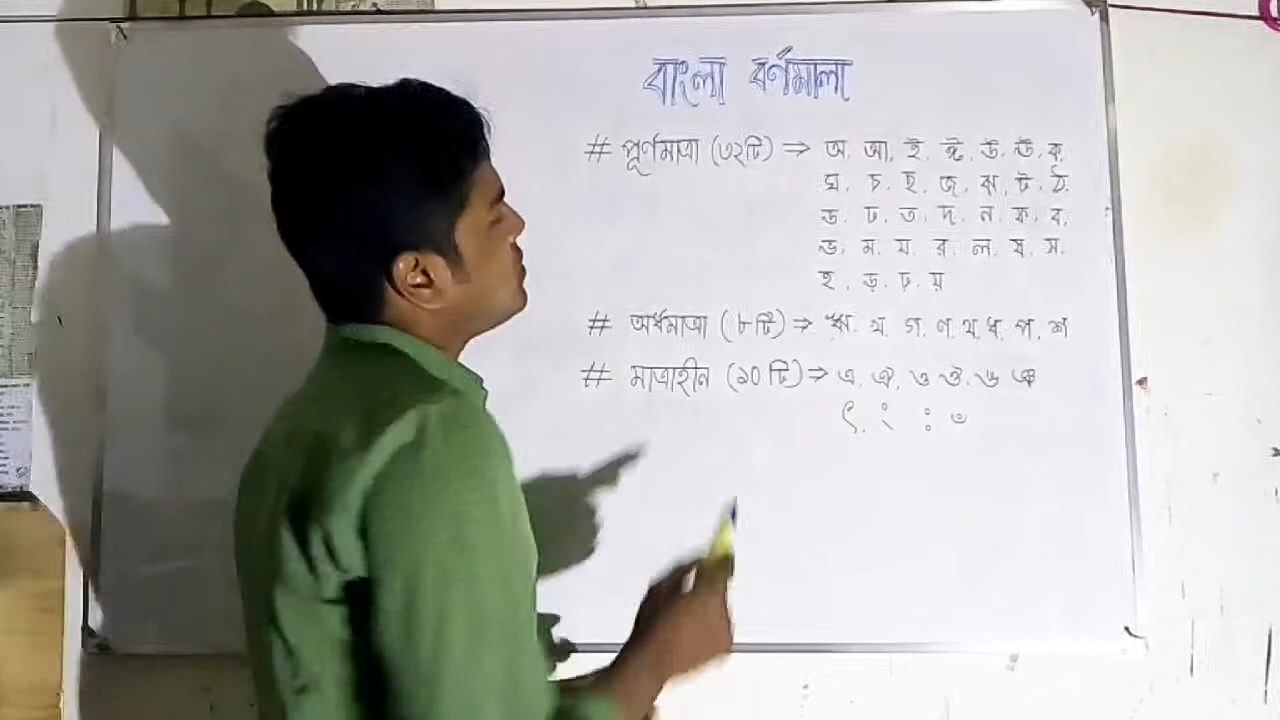 বাংলা বর্ণমালা
# পূর্ণমাত্রা (৩২টি) ⇒ অ. আ. ই. ঈ. উ. ঊ. ক.
ঘ. চ. ছ. জ. ঝ. ট. ঠ.
ড. ঢ. ত. দ. ন. ফ. ব.
ভ. ম. য. র. ল. ষ. স.
হ. ড়. ঢ়. য়
# অর্ধমাত্রা (৮টি) ⇒ ঋ. খ. গ. ণ. থ. ধ. প. শ
# মাত্রাহীন (১০টি) ⇒ এ. ঐ. ও. ঔ. ঙ. ঞ
ৎ. ং ঃ ঁ